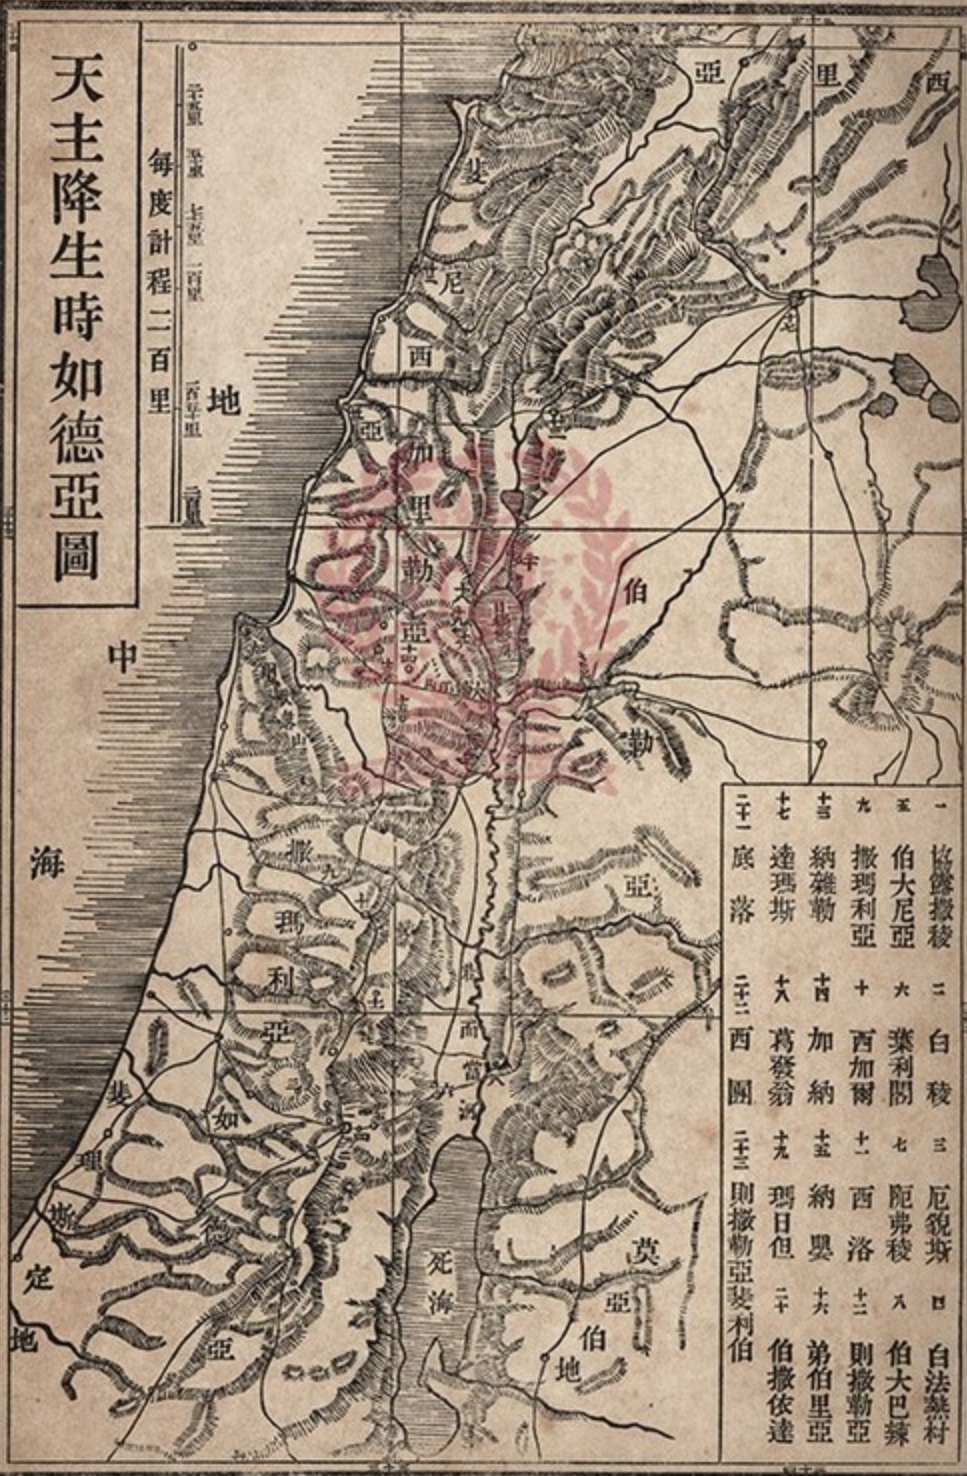 天主降生時如德亞圖
每度計程二百里
一百里
地
中
海
西
里
亞
斐
尼
西
亞
加
里
勒
亞
伯
勒
亞
撒
瑪
利
亞
如
德
亞
斐
理
斯
定
地
死
海
莫
亞
伯
地
一 協露撒稜
二 白稜
三 厄貌斯
四 白法熱村
五 伯大尼亞
六 葉利閣
七 阨弗稜
八 伯大巴辣
九 撒瑪利亞
十 西加爾
十一 西洛
十二 則撒勒亞
十三 納雜勒
十四 加納
十五 納嬰
十六 弟伯里亞
十七 達瑪斯
十八 葛發翁
十九 瑪日但
二十 伯撒依達
二十一 庭落
二十二 西團
二十三 則撒勒亞斐利伯